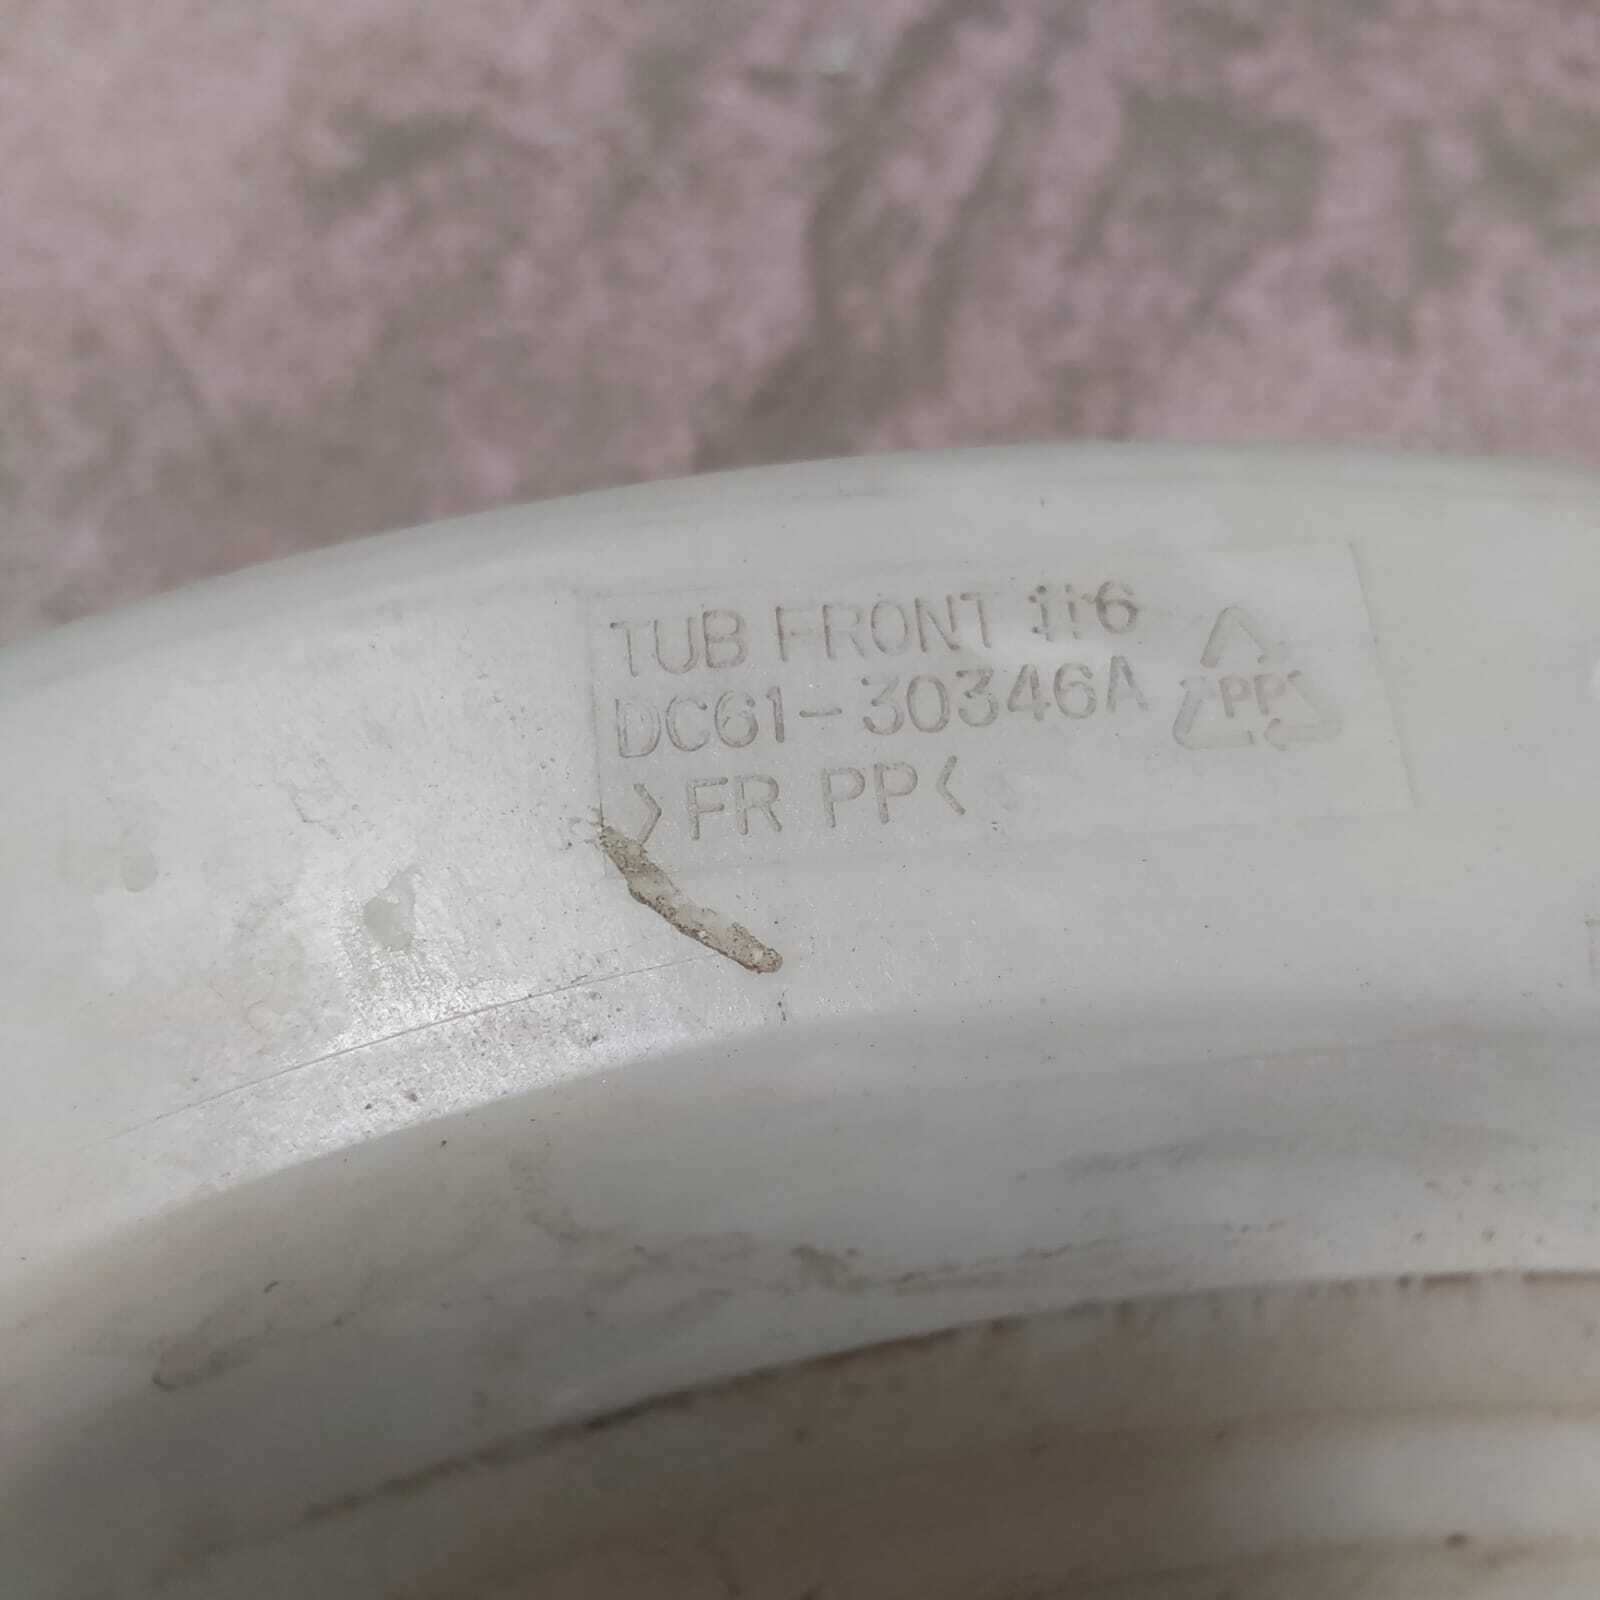 TUB FRONT
DC61-30346A
PP
>FR PP<